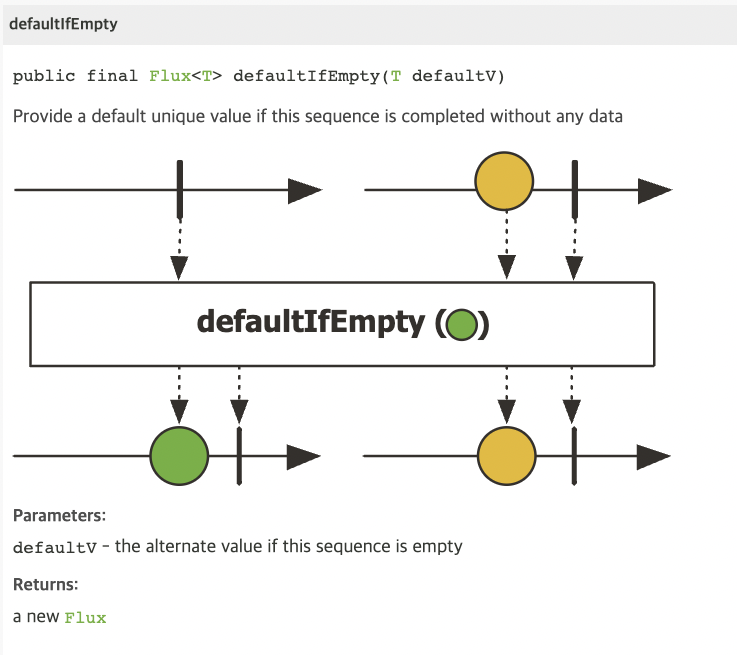 defaultIfEmpty
public final Flux<T> defaultIfEmpty(T defaultV)
Provide a default unique value if this sequence is completed without any data
defaultIfEmpty ( )
Parameters:
defaultV - the alternate value if this sequence is empty
Returns:
a new Flux